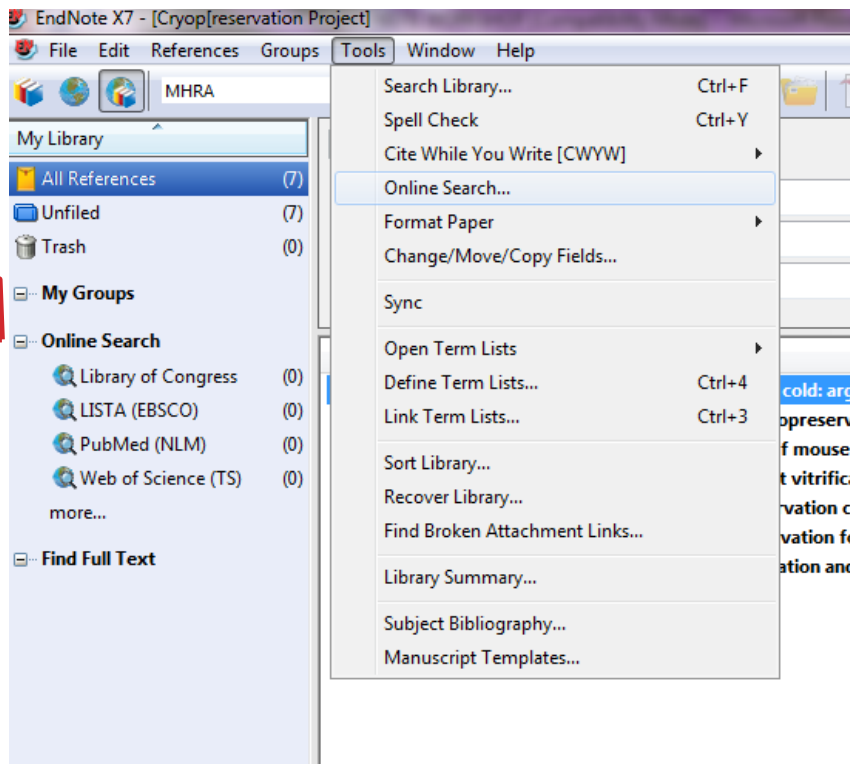 EndNote X7 - [Cryop[reservation Project]
File Edit References Groups Tools Window Help
MHRA
My Library
All References (7)
Unfiled (7)
Trash (0)
My Groups
Online Search
Library of Congress (0)
LISTA (EBSCO) (0)
PubMed (NLM) (0)
Web of Science (TS) (0)
more...
Find Full Text
Search Library... Ctrl+F
Spell Check Ctrl+Y
Cite While You Write [CWYW]
Online Search...
Format Paper
Change/Move/Copy Fields...
Sync
Open Term Lists
Define Term Lists... Ctrl+4
Link Term Lists... Ctrl+3
Sort Library...
Recover Library...
Find Broken Attachment Links...
Library Summary...
Subject Bibliography...
Manuscript Templates...
cold: arg
opreserv
f mouse
t vitrific
rvation c
vation fo
ation and